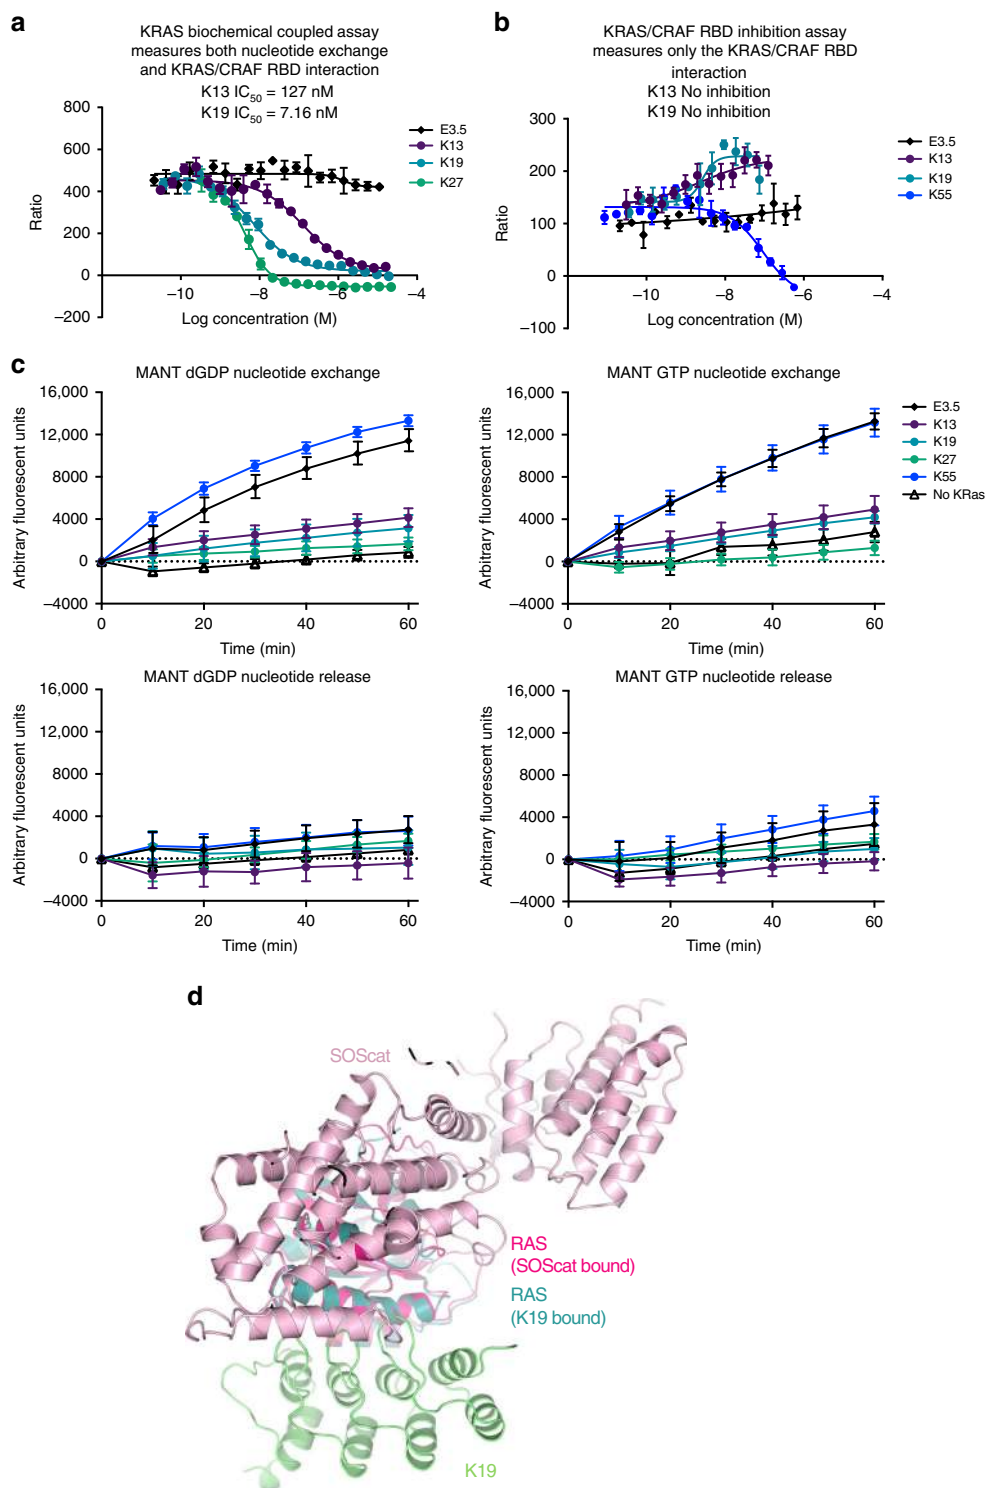 a
KRAS biochemical coupled assay
measures both nucleotide exchange
and KRAS/CRAF RBD interaction
K13 IC50 = 127 nM
K19 IC50 = 7.16 nM
800
600
400
200
0
−200
Ratio
−10
−8
−6
−4
Log concentration (M)
E3.5
K13
K19
K27
b
KRAS/CRAF RBD inhibition assay
measures only the KRAS/CRAF RBD
interaction
K13 No inhibition
K19 No inhibition
300
200
100
0
−100
Ratio
−10
−8
−6
−4
Log concentration (M)
E3.5
K13
K19
K55
c
MANT dGDP nucleotide exchange
16,000
12,000
8000
4000
0
−4000
Arbitrary fluorescent units
0
20
40
60
Time (min)
MANT GTP nucleotide exchange
16,000
12,000
8000
4000
0
−4000
Arbitrary fluorescent units
0
20
40
60
Time (min)
E3.5
K13
K19
K27
K55
No KRas
MANT dGDP nucleotide release
16,000
12,000
8000
4000
0
−4000
Arbitrary fluorescent units
0
20
40
60
Time (min)
MANT GTP nucleotide release
16,000
12,000
8000
4000
0
−4000
Arbitrary fluorescent units
0
20
40
60
Time (min)
d
SOScat
RAS
(SOScat bound)
RAS
(K19 bound)
K19